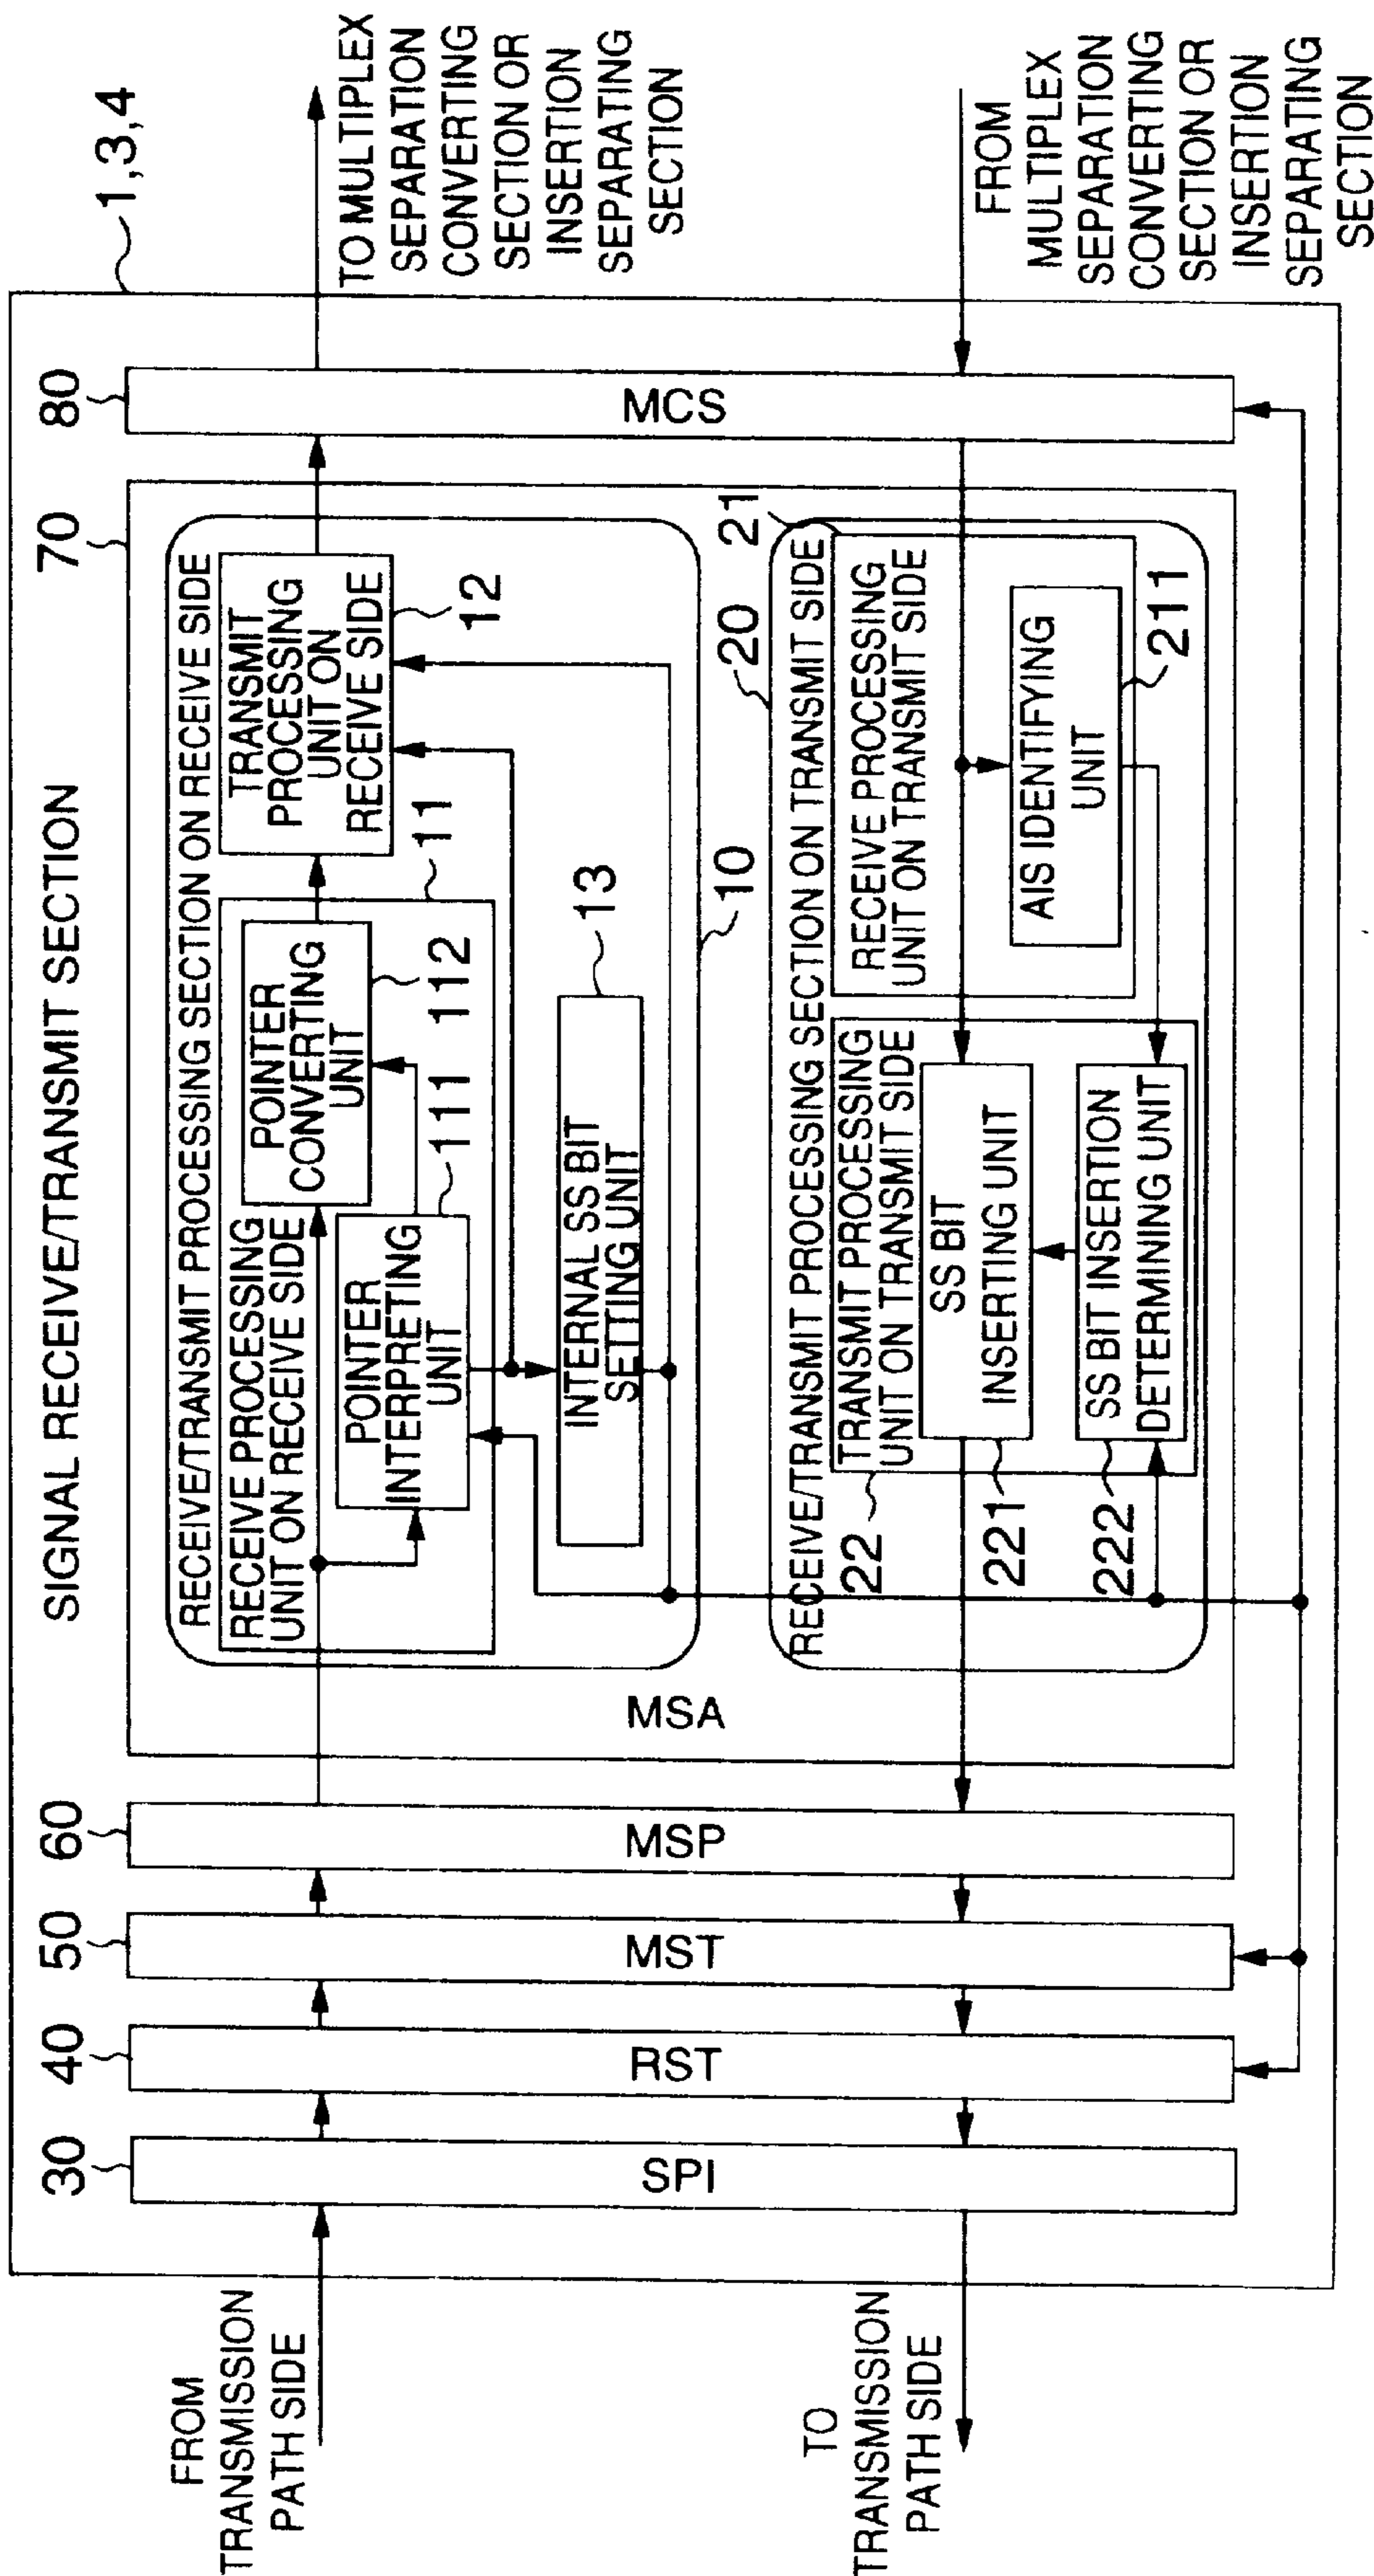 SIGNAL RECEIVE/TRANSMIT SECTION
1,3,4
30
40
50
60
70
80
FROM
TRANSMISSION
PATH SIDE
SPI
RST
MST
MSP
MSA
MCS
RECEIVE/TRANSMIT PROCESSING SECTION ON RECEIVE SIDE
RECEIVE PROCESSING
UNIT ON RECEIVE SIDE
POINTER
CONVERTING
UNIT
112
POINTER
INTERPRETING
UNIT
111
11
TRANSMIT
PROCESSING
UNIT ON
RECEIVE SIDE
12
INTERNAL SS BIT
SETTING UNIT
13
10
TO MULTIPLEX
SEPARATION
CONVERTING
SECTION OR
INSERTION
SEPARATING
SECTION
TO
TRANSMISSION
PATH SIDE
RECEIVE/TRANSMIT PROCESSING SECTION ON TRANSMIT SIDE
20
21
22
TRANSMIT PROCESSING
UNIT ON TRANSMIT SIDE
SS BIT
INSERTING UNIT
221
SS BIT INSERTION
DETERMINING UNIT
222
RECEIVE PROCESSING
UNIT ON TRANSMIT SIDE
AIS IDENTIFYING
UNIT
211
FROM
MULTIPLEX
SEPARATION
CONVERTING
SECTION OR
INSERTION
SEPARATING
SECTION